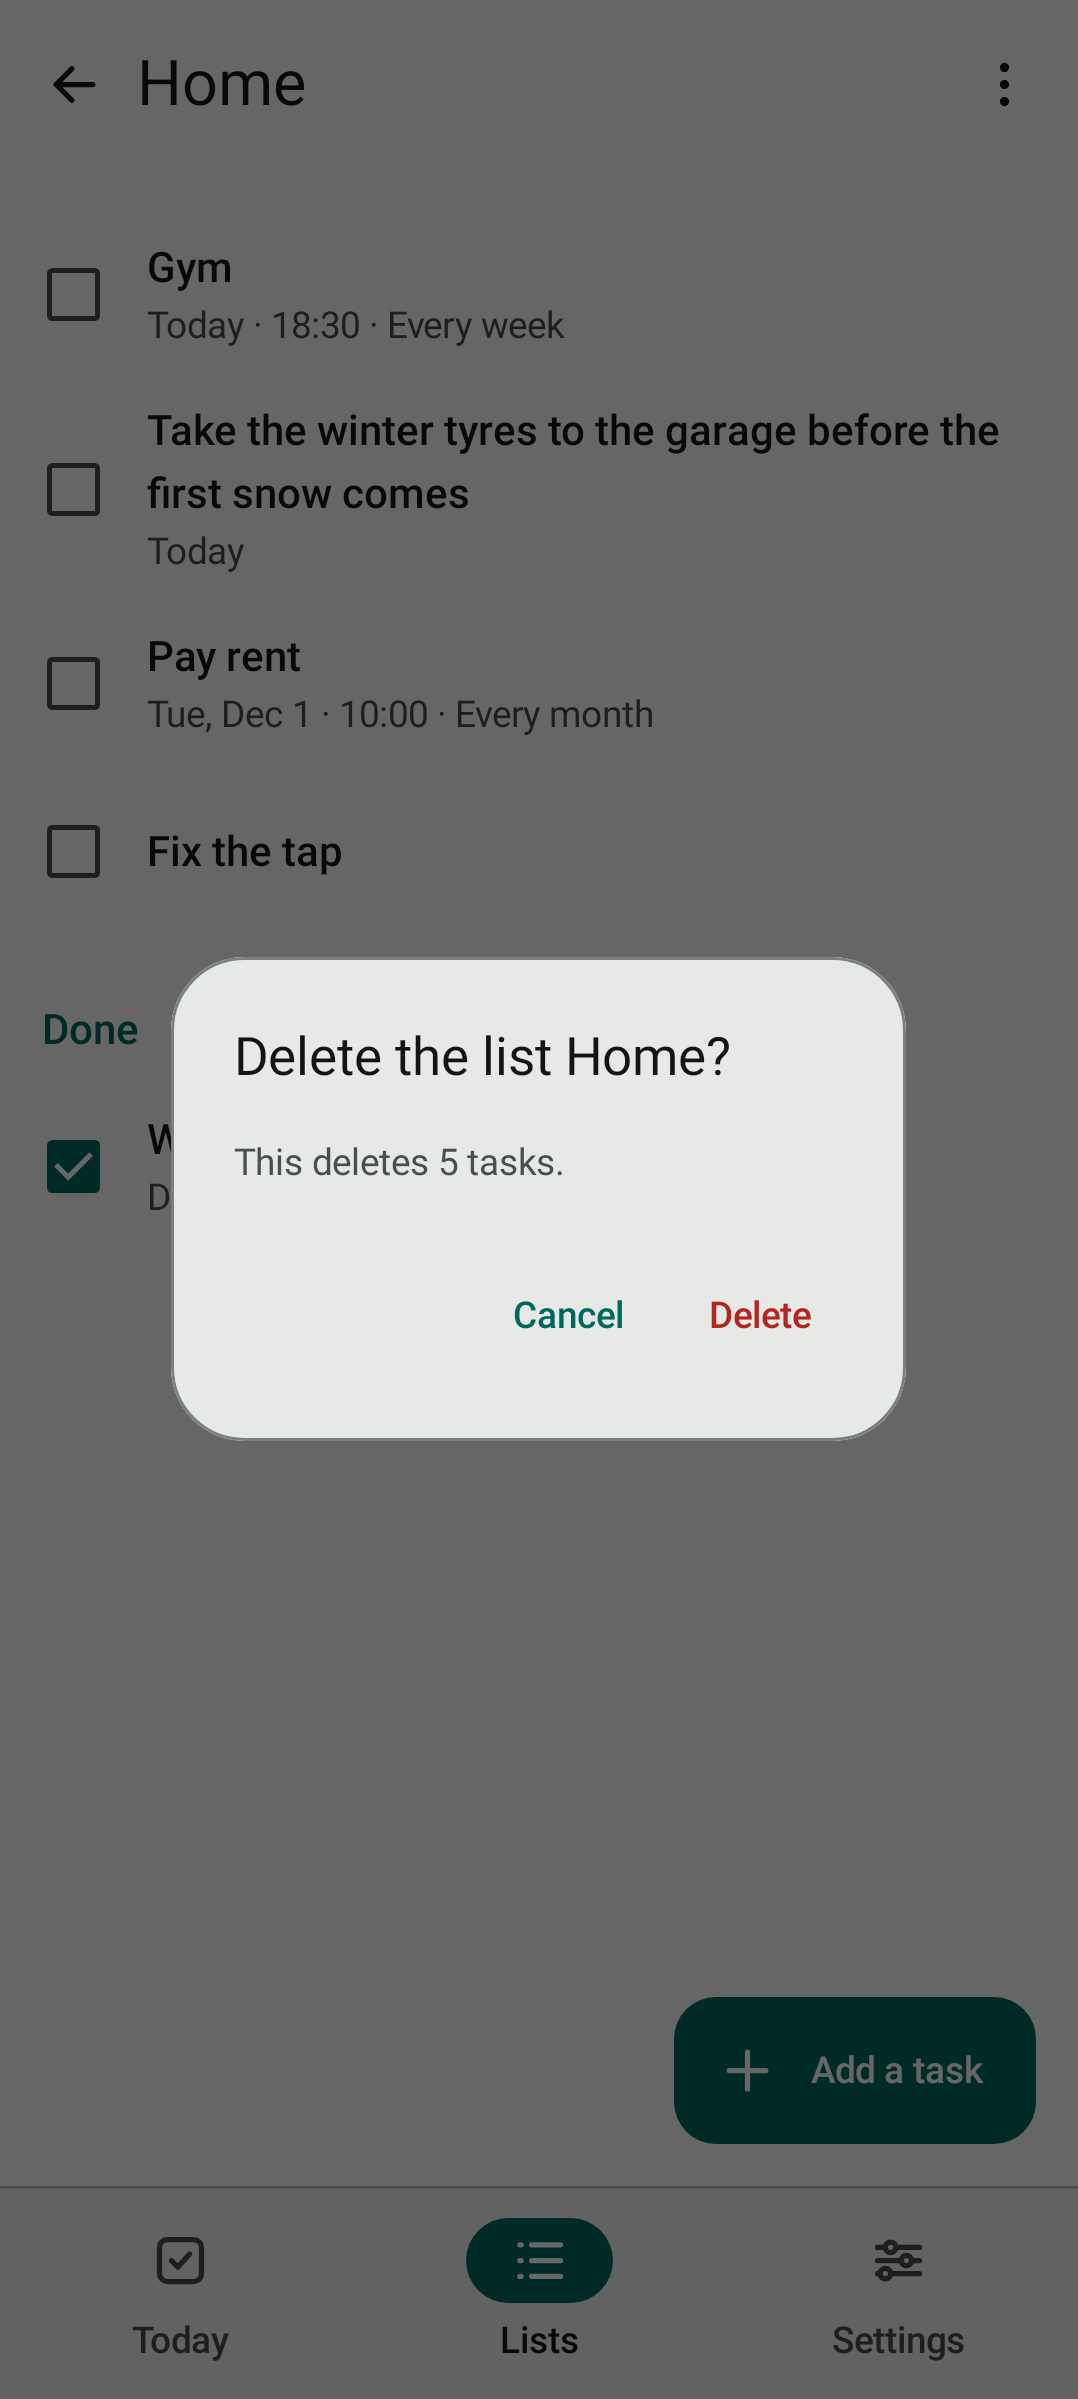 Home
Gym
Today · 18:30 · Every week
Take the winter tyres to the garage before the
first snow comes
Today
Pay rent
Tue, Dec 1 · 10:00 · Every month
Fix the tap
Done
Delete the list Home?
This deletes 5 tasks.
Cancel
Delete
Add a task
Today
Lists
Settings